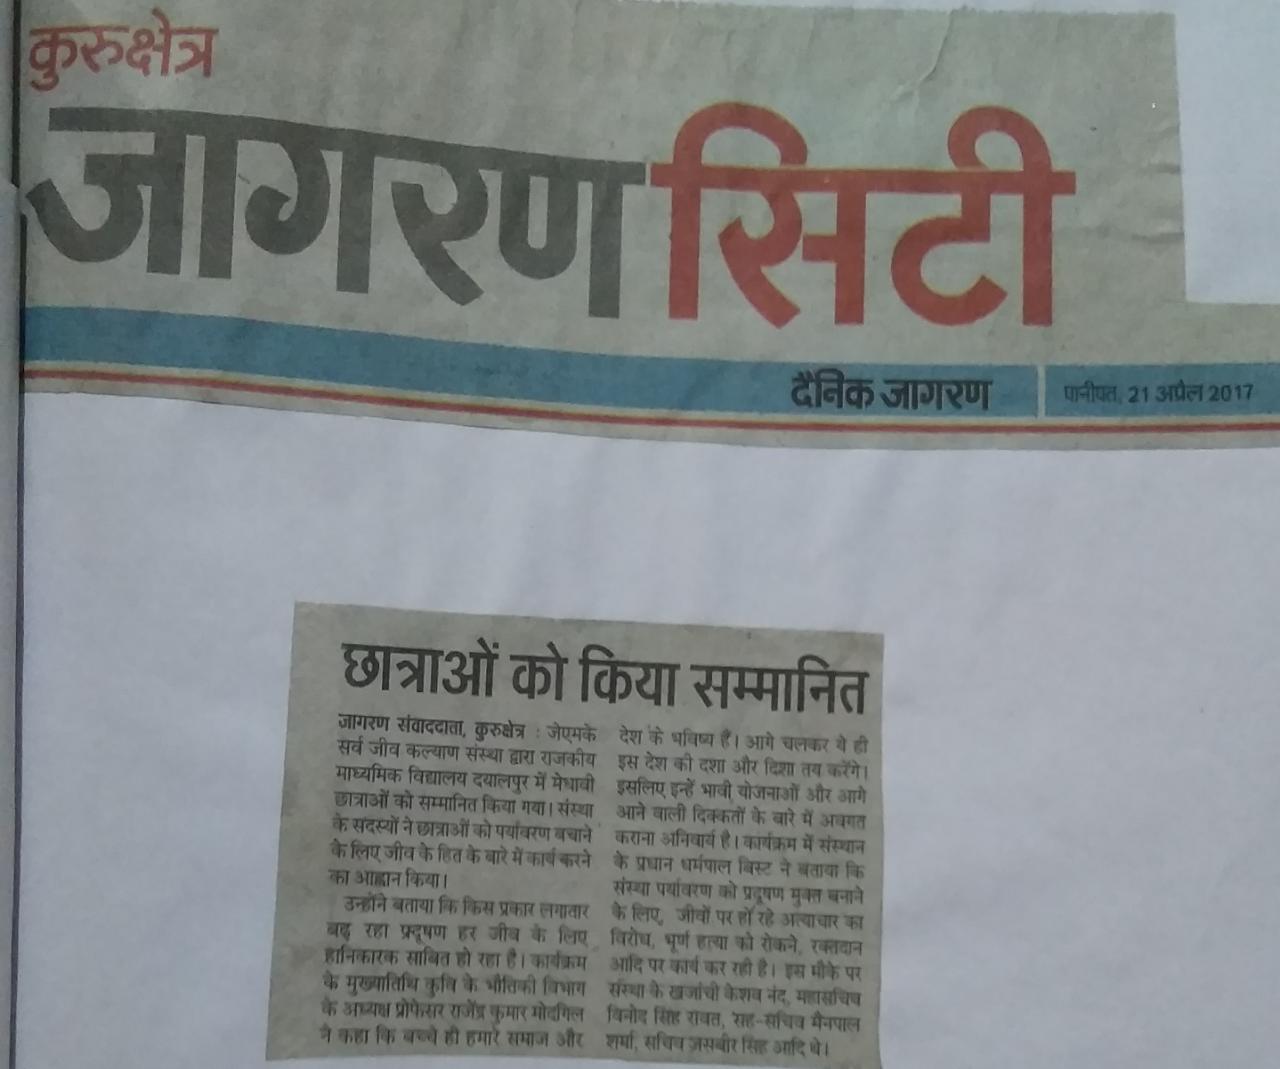 कुरुक्षेत्र
जागरण सिटी
दैनिक जागरण
पानीपत, 21 अप्रैल 2017
छात्राओं को किया सम्मानित
जागरण संवाददाता, कुरुक्षेत्र : जेएमके
सर्व जीव कल्याण संस्था द्वारा राजकीय
माध्यमिक विद्यालय दयालपुर में मेधावी
छात्राओं को सम्मानित किया गया। संस्था
के सदस्यों ने छात्राओं को पर्यावरण बचाने
के लिए जीव के हित के बारे में कार्य करने
का आह्वान किया।
उन्होंने बताया कि किस प्रकार लगातार
बढ़ रहा प्र्दूषण हर जीव के लिए
हानिकारक साबित हो रहा है। कार्यक्रम
के मुख्यातिथि कुवि के भौतिकी विभाग
के अध्यक्ष प्रोफेसर राजेंद्र कुमार मोदगिल
ने कहा कि बच्चे ही हमारे समाज और
देश के भविष्य हैं। आगे चलकर ये ही
इस देश की दशा और दिशा तय करेंगे।
इसलिए इन्हें भावी योजनाओं और आगे
आने वाली दिक्कतों के बारे में अवगत
कराना अनिवार्य है। कार्यक्रम में संस्थान
के प्रधान धर्मपाल बिस्ट ने बताया कि
संस्था पर्यावरण को प्रदूषण मुक्त बनाने
के लिए, जीवों पर हो रहे अत्याचार का
विरोध, भूर्ण हत्या को रोकने, रक्तदान
आदि पर कार्य कर रही है। इस मौके पर
संस्था के खजांची केशव नंद, महासचिव
विनोद सिंह रावत, सह-सचिव मैनपाल
शर्मा, सचिव जसबीर सिंह आदि थे।